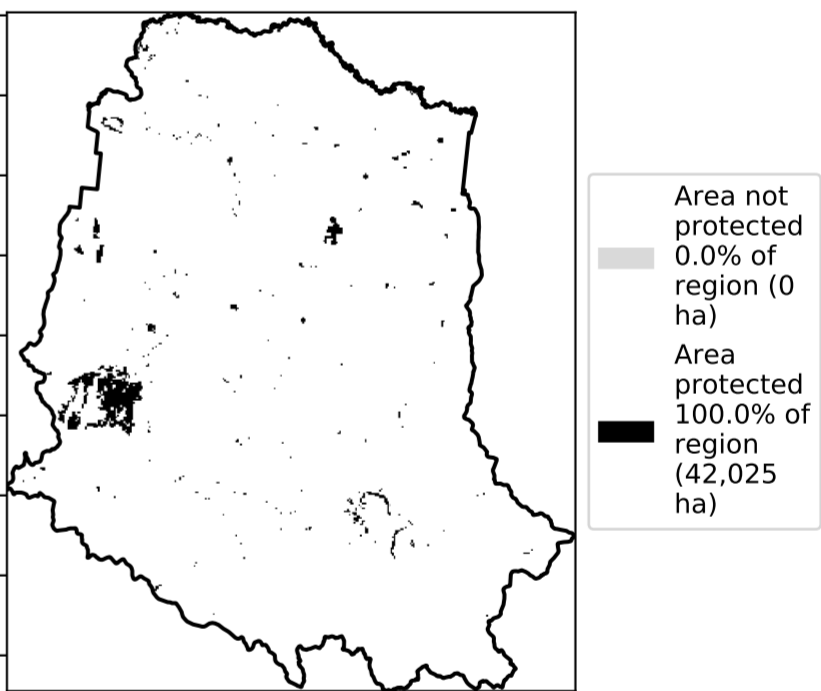 Area not
protected
0.0% of
region (0
ha)
Area
protected
100.0% of
region
(42,025
ha)